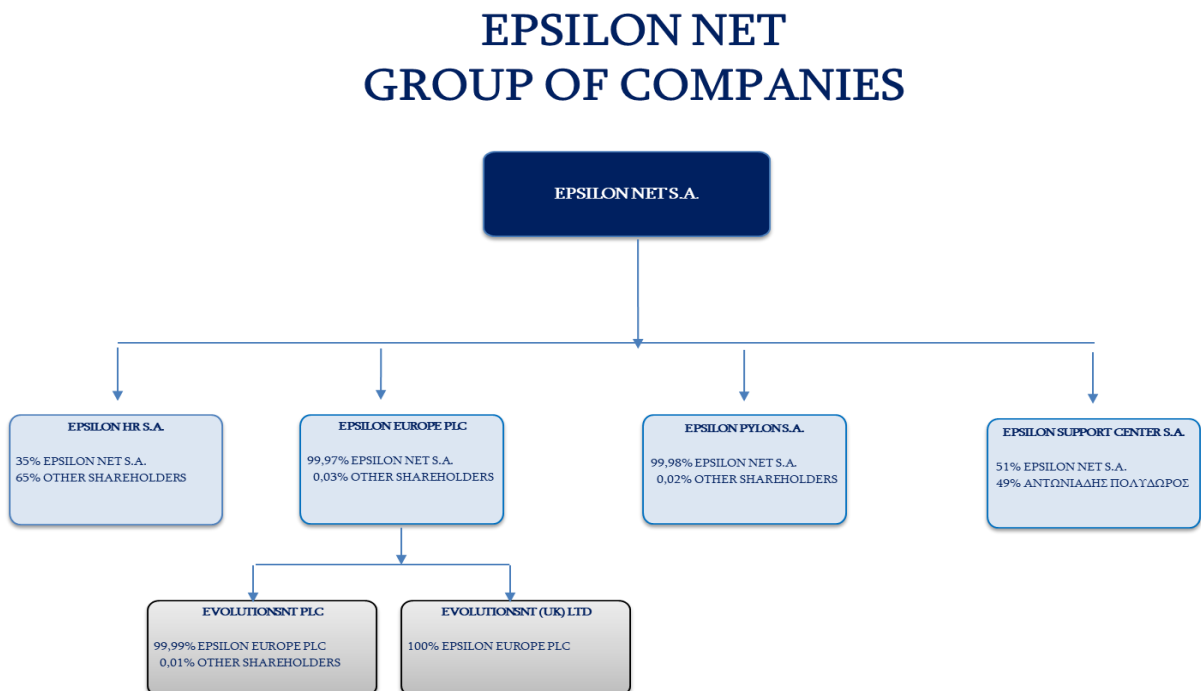 EPSILON NET
GROUP OF COMPANIES
EPSILON NET S.A.
EPSILON HR S.A.
35% EPSILON NET S.A.
65% OTHER SHAREHOLDERS
EPSILON EUROPE PLC
99,97% EPSILON NET S.A.
0,03% OTHER SHAREHOLDERS
EPSILON PYLON S.A.
99,98% EPSILON NET S.A.
0,02% OTHER SHAREHOLDERS
EPSILON SUPPORT CENTER S.A.
51% EPSILON NET S.A.
49% ΑΝΤΩΝΙΑΔΗΣ ΠΟΛΥΔΩΡΟΣ
EVOLUTIONSNT PLC
99,99% EPSILON EUROPE PLC
0,01% OTHER SHAREHOLDERS
EVOLUTIONSNT (UK) LTD
100% EPSILON EUROPE PLC